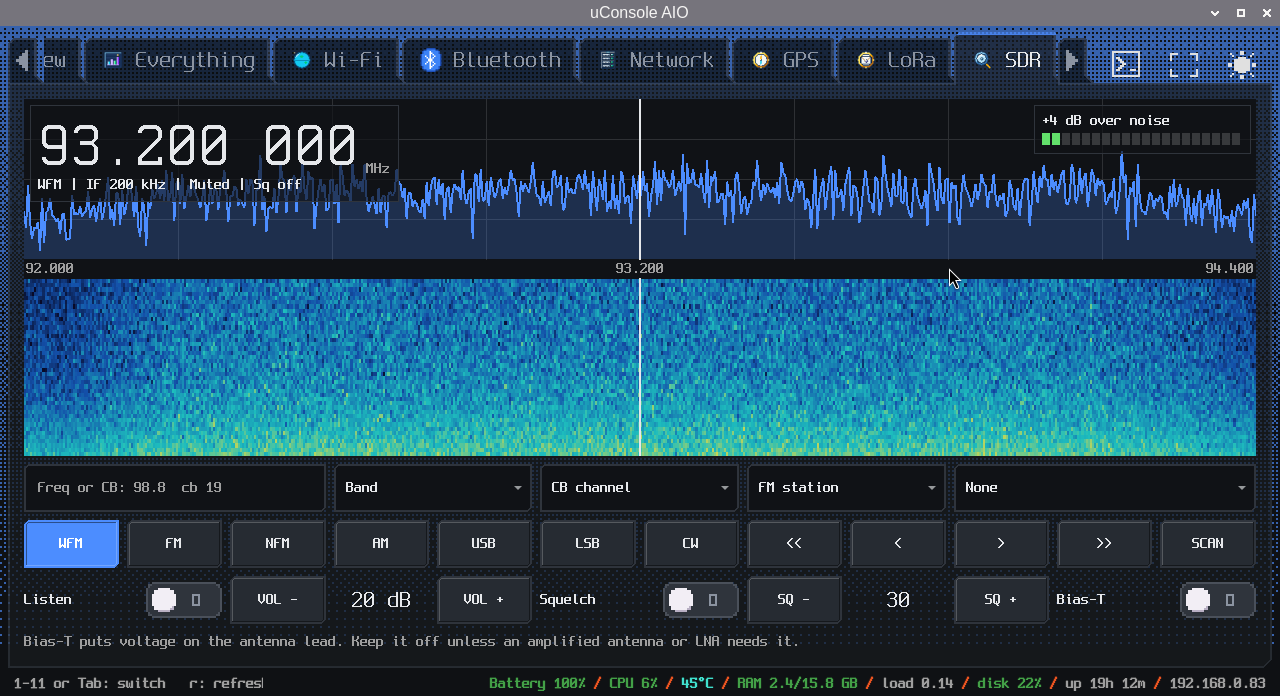 uConsole AIO
ew Everything Wi-Fi Bluetooth Network GPS LoRa SDR
93.200 000 MHz
WFM | IF 200 kHz | Muted | Sq off
+4 dB over noise
92.000 93.200 94.400
Freq or CB: 98.8 cb 19 Band CB channel FM station None
WFM FM NFM AM USB LSB CW << < > >> SCAN
Listen VOL - 20 dB VOL + Squelch SQ - 30 SQ + Bias-T
Bias-T puts voltage on the antenna lead. Keep it off unless an amplified antenna or LNA needs it.
1-11 or Tab: switch r: refres Battery 100% / CPU 6% / 45°C / RAM 2.4/15.8 GB / load 0.14 / disk 22% / up 19h 12m / 192.168.0.83